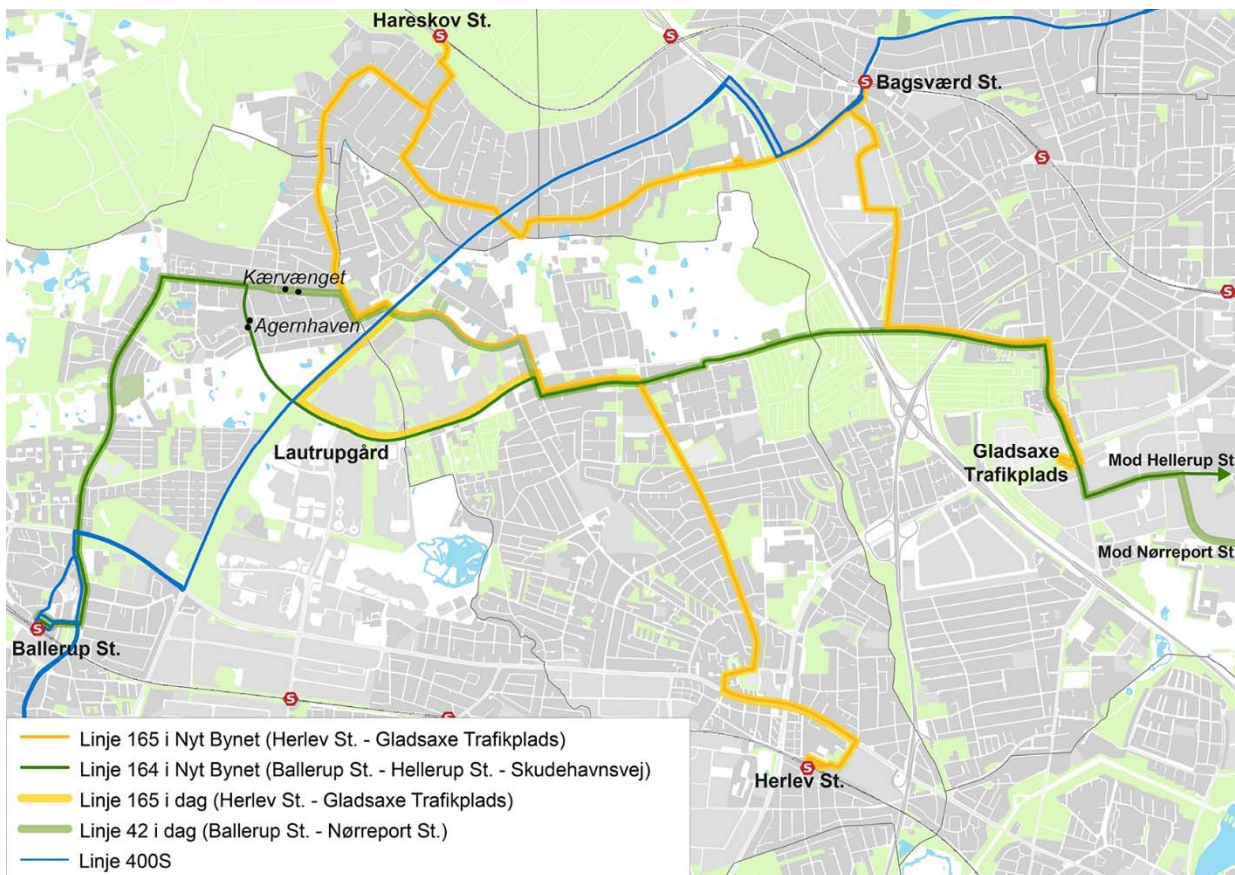 Hareskov St.
S
S
S
Bagsværd St.
S
Kærvænget
S
Agernhaven
Lautrupgård
Gladsaxe
Trafikplads
Mod Hellerup St
Mod Nørreport St
S
Ballerup St.
S
S
S
Herlev St.
Linje 165 i Nyt Bynet (Herlev St. - Gladsaxe Trafikplads)
Linje 164 i Nyt Bynet (Ballerup St. - Hellerup St. - Skudehavnsvej)
Linje 165 i dag (Herlev St. - Gladsaxe Trafikplads)
Linje 42 i dag (Ballerup St. - Nørreport St.)
Linje 400S